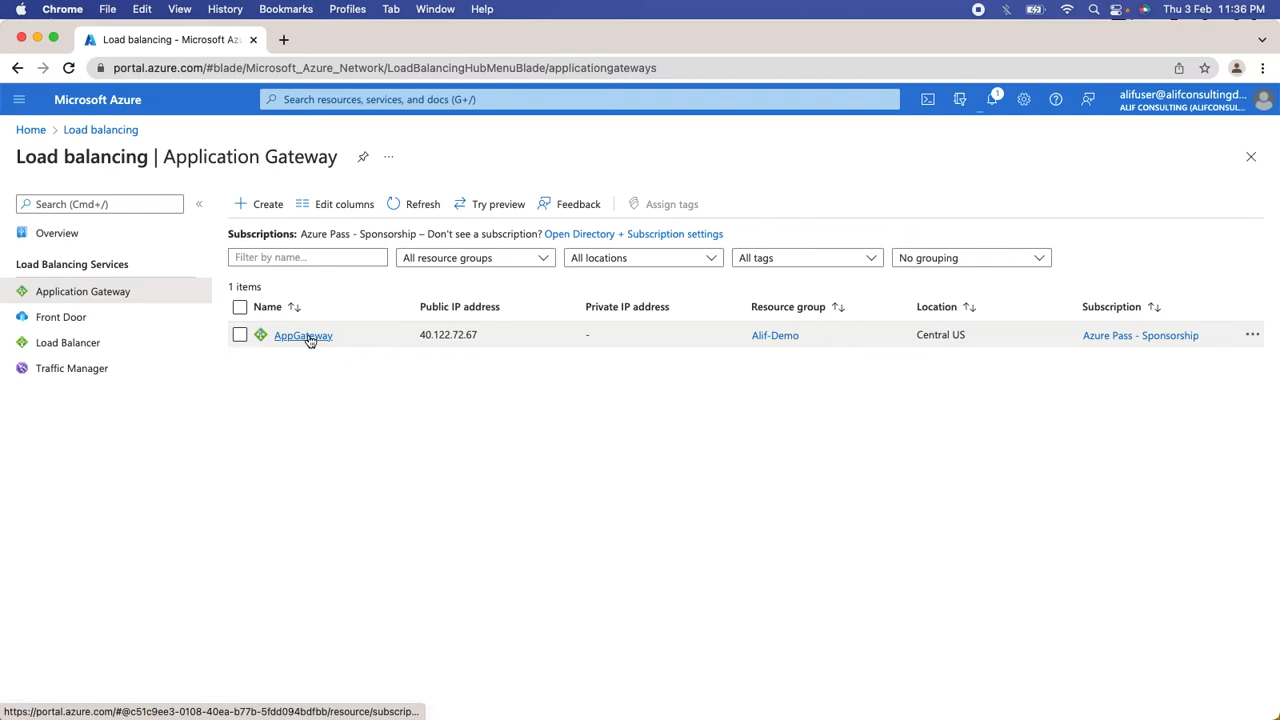 Chrome File Edit View History Bookmarks Profiles Tab Window Help Thu 3 Feb 11:36 PM
Load balancing - Microsoft Az
portal.azure.com/#blade/Microsoft_Azure_Network/LoadBalancingHubMenuBlade/applicationgateways
Microsoft Azure Search resources, services, and docs (G+/) 1 alifuser@alifconsultingd...
ALIF CONSULTING (ALIFCONSUL...
Home > Load balancing
Load balancing | Application Gateway ...
Search (Cmd+/) « Create Edit columns Refresh Try preview Feedback Assign tags
Overview
Subscriptions: Azure Pass - Sponsorship – Don't see a subscription? Open Directory + Subscription settings
Filter by name... All resource groups All locations All tags No grouping
Load Balancing Services
Application Gateway
Front Door
Load Balancer
Traffic Manager
1 items
Name Public IP address Private IP address Resource group Location Subscription
AppGateway 40.122.72.67 - Alif-Demo Central US Azure Pass - Sponsorship ...
https://portal.azure.com/#@c51c9ee3-0108-40ea-b77b-5fdd094bdfbb/resource/subscrip...